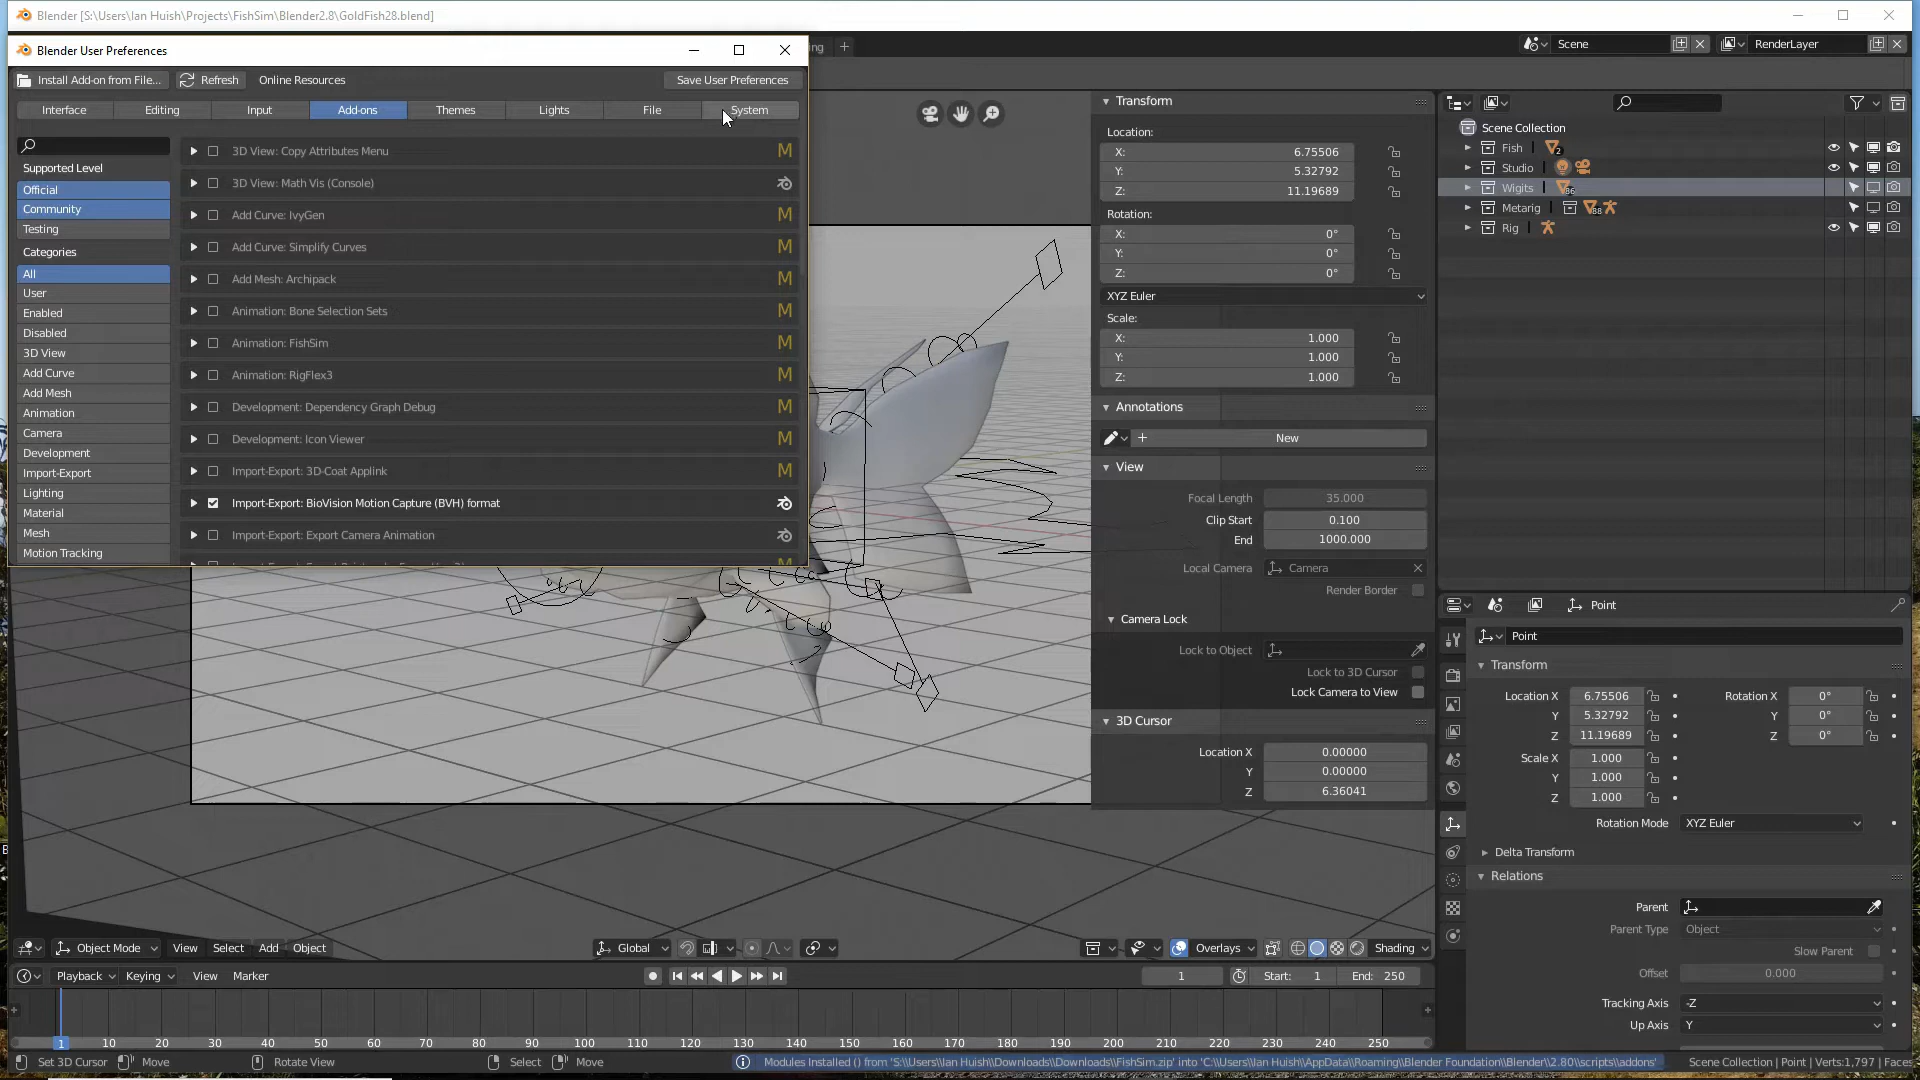 Blender [S:\Users\Ian Huish\Projects\FishSim\Blender2.8\GoldFish28.blend]
Blender User Preferences
Scene
RenderLayer
Install Add-on from File...
Refresh
Online Resources
Save User Preferences
Interface
Editing
Input
Add-ons
Themes
Lights
File
System
Supported Level
Official
Community
Testing
Categories
All
User
Enabled
Disabled
3D View
Add Curve
Add Mesh
Animation
Camera
Development
Import-Export
Lighting
Material
Mesh
Motion Tracking
3D View: Copy Attributes Menu
3D View: Math Vis (Console)
Add Curve: IvyGen
Add Curve: Simplify Curves
Add Mesh: Archipack
Animation: Bone Selection Sets
Animation: FishSim
Animation: RigFlex3
Development: Dependency Graph Debug
Development: Icon Viewer
Import-Export: 3D-Coat Applink
Import-Export: BioVision Motion Capture (BVH) format
Import-Export: Export Camera Animation
Transform
Location:
X: 6.75506
Y: 5.32792
Z: 11.19689
Rotation:
X: 0°
Y: 0°
Z: 0°
XYZ Euler
Scale:
X: 1.000
Y: 1.000
Z: 1.000
Annotations
New
View
Focal Length 35.000
Clip Start 0.100
End 1000.000
Local Camera Camera
Render Border
Camera Lock
Lock to Object
Lock to 3D Cursor
Lock Camera to View
3D Cursor
Location X 0.00000
Y 0.00000
Z 6.36041
Scene Collection
Fish 2
Studio
Wigits 86
Metarig 88
Rig
Point
Point
Transform
Location X 6.75506 Rotation X 0°
Y 5.32792 Y 0°
Z 11.19689 Z 0°
Scale X 1.000
Y 1.000
Z 1.000
Rotation Mode XYZ Euler
Delta Transform
Relations
Parent
Parent Type Object
Slow Parent
Offset 0.000
Tracking Axis -Z
Up Axis Y
Object Mode View Select Add Object
Global
Overlays
Shading
Playback Keying View Marker
1
Start: 1 End: 250
1 10 20 30 40 50 60 70 80 90 100 110 120 130 140 150 160 170 180 190 200 210 220 230 240 250
Set 3D Cursor Move Rotate View Select Move
Modules Installed () from 'S:\\Users\\Ian Huish\\Downloads\\Downloads\\FishSim.zip' into 'C:\\Users\\Ian Huish\\AppData\\Roaming\\Blender Foundation\\Blender\\2.80\\scripts\\addons'
Scene Collection | Point | Verts:1,797 | Faces